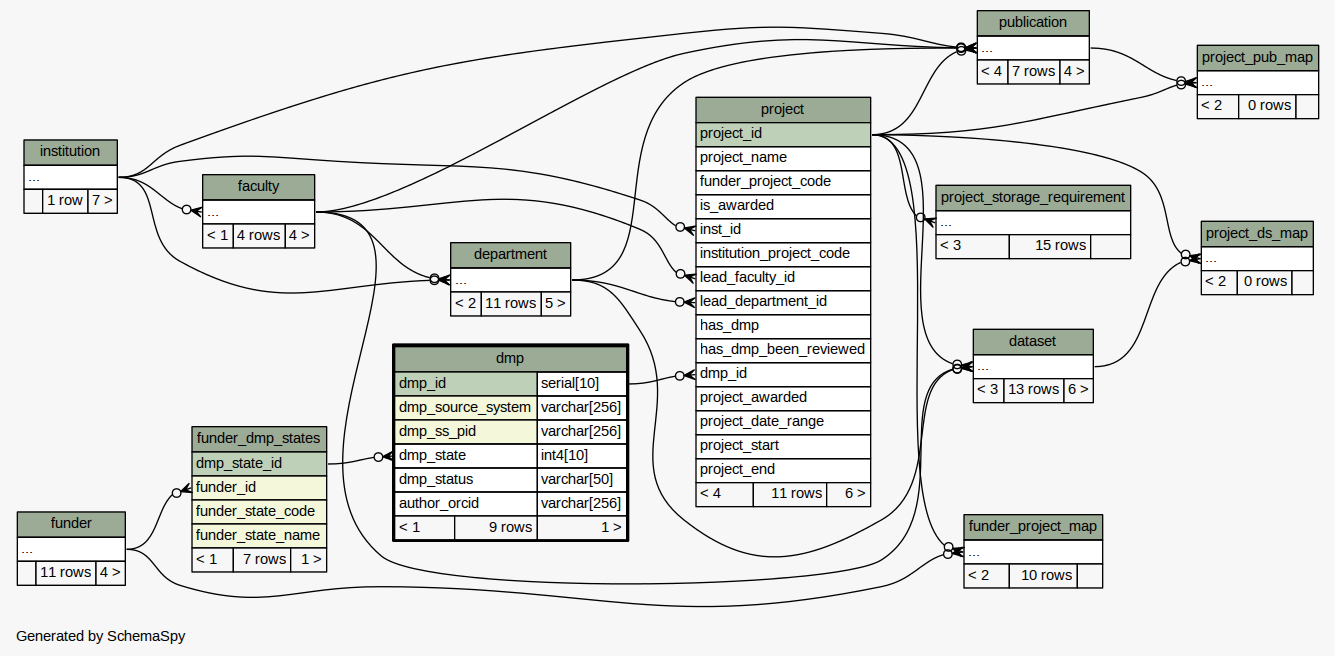 publication
...
< 4 7 rows 4 >
project_pub_map
...
< 2 0 rows
project
project_id
project_name
funder_project_code
is_awarded
inst_id
institution_project_code
lead_faculty_id
lead_department_id
has_dmp
has_dmp_been_reviewed
dmp_id
project_awarded
project_date_range
project_start
project_end
< 4 11 rows 6 >
institution
...
1 row 7 >
faculty
...
< 1 4 rows 4 >
project_storage_requirement
...
< 3 15 rows
project_ds_map
...
< 2 0 rows
department
...
< 2 11 rows 5 >
dataset
...
< 3 13 rows 6 >
dmp
dmp_id serial[10]
dmp_source_system varchar[256]
dmp_ss_pid varchar[256]
dmp_state int4[10]
dmp_status varchar[50]
author_orcid varchar[256]
< 1 9 rows 1 >
funder_dmp_states
dmp_state_id
funder_id
funder_state_code
funder_state_name
< 1 7 rows 1 >
funder
...
11 rows 4 >
funder_project_map
...
< 2 10 rows
Generated by SchemaSpy